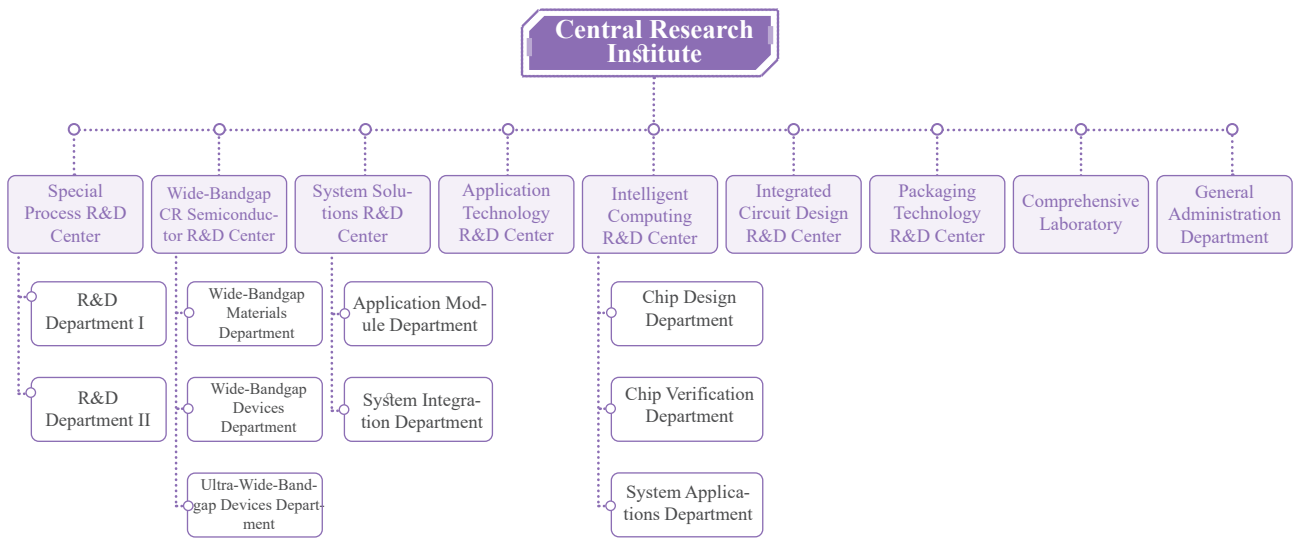 Central Research
Institute
Special
Process R&D
Center
Wide-Bandgap
CR Semiconduc-
tor R&D Center
System Solu-
tions R&D
Center
Application
Technology
R&D Center
Intelligent
Computing
R&D Center
Integrated
Circuit Design
R&D Center
Packaging
Technology
R&D Center
Comprehensive
Laboratory
General
Administration
Department
R&D
Department I
R&D
Department II
Wide-Bandgap
Materials
Department
Wide-Bandgap
Devices
Department
Ultra-Wide-Band-
gap Devices Depart-
ment
Application Mod-
ule Department
System Integra-
tion Department
Chip Design
Department
Chip Verification
Department
System Applica-
tions Department